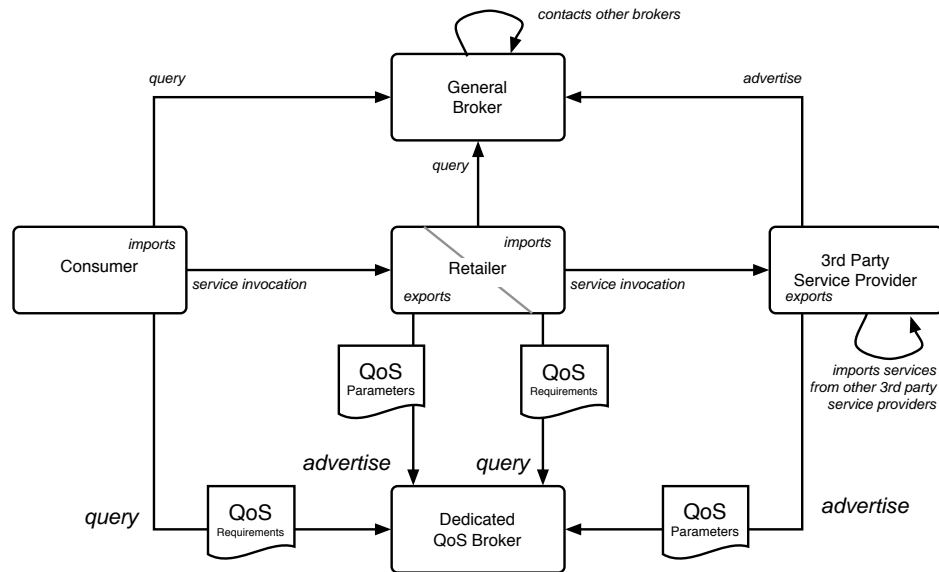 contacts other brokers
query
General
Broker
advertise
query
imports
Consumer
service invocation
imports
Retailer
exports
service invocation
3rd Party
Service Provider
exports
QoS
Parameters
QoS
Requirements
imports services
from other 3rd party
service providers
advertise
query
query
QoS
Requirements
Dedicated
QoS Broker
QoS
Parameters
advertise